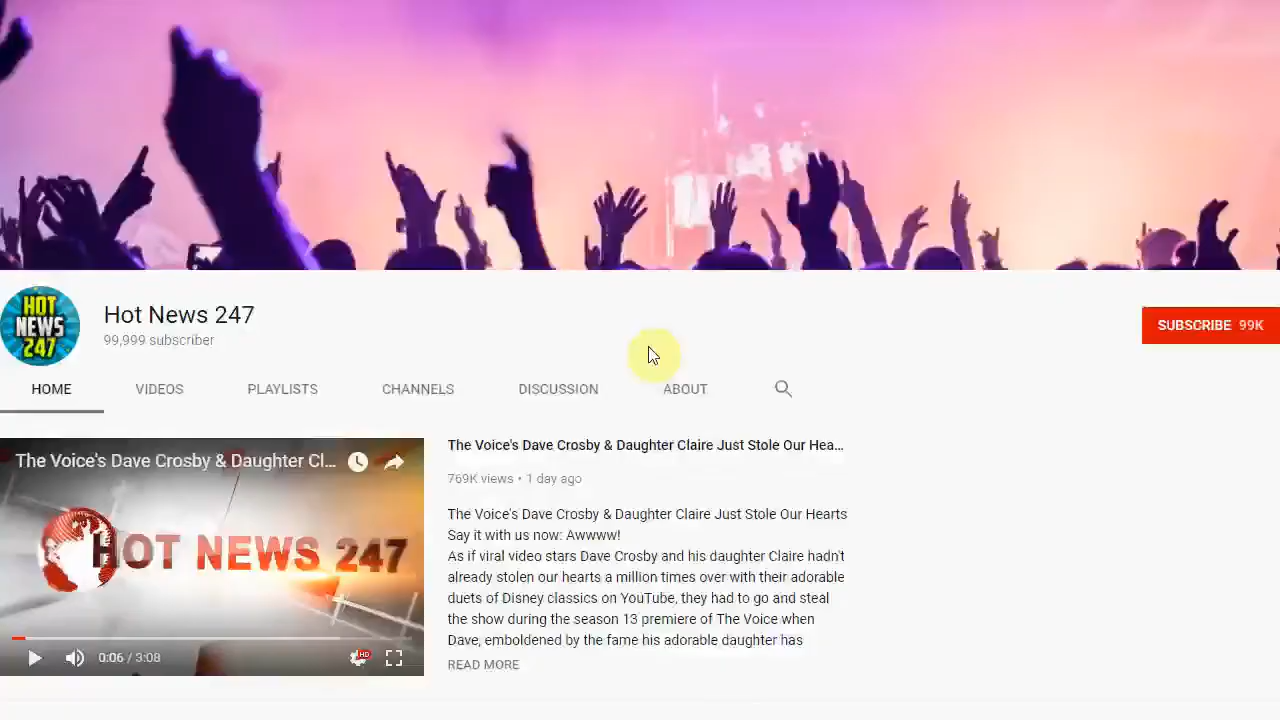 HOT
NEWS
247
Hot News 247
99,999 subscriber
SUBSCRIBE 99K
HOME VIDEOS PLAYLISTS CHANNELS DISCUSSION ABOUT
The Voice's Dave Crosby & Daughter Cl...
HOT NEWS 247
0:06 / 3:08
HD
The Voice's Dave Crosby & Daughter Claire Just Stole Our Hea...
769K views • 1 day ago
The Voice's Dave Crosby & Daughter Claire Just Stole Our Hearts
Say it with us now: Awwww!
As if viral video stars Dave Crosby and his daughter Claire hadn't
already stolen our hearts a million times over with their adorable
duets of Disney classics on YouTube, they had to go and steal
the show during the season 13 premiere of The Voice when
Dave, emboldened by the fame his adorable daughter has
READ MORE